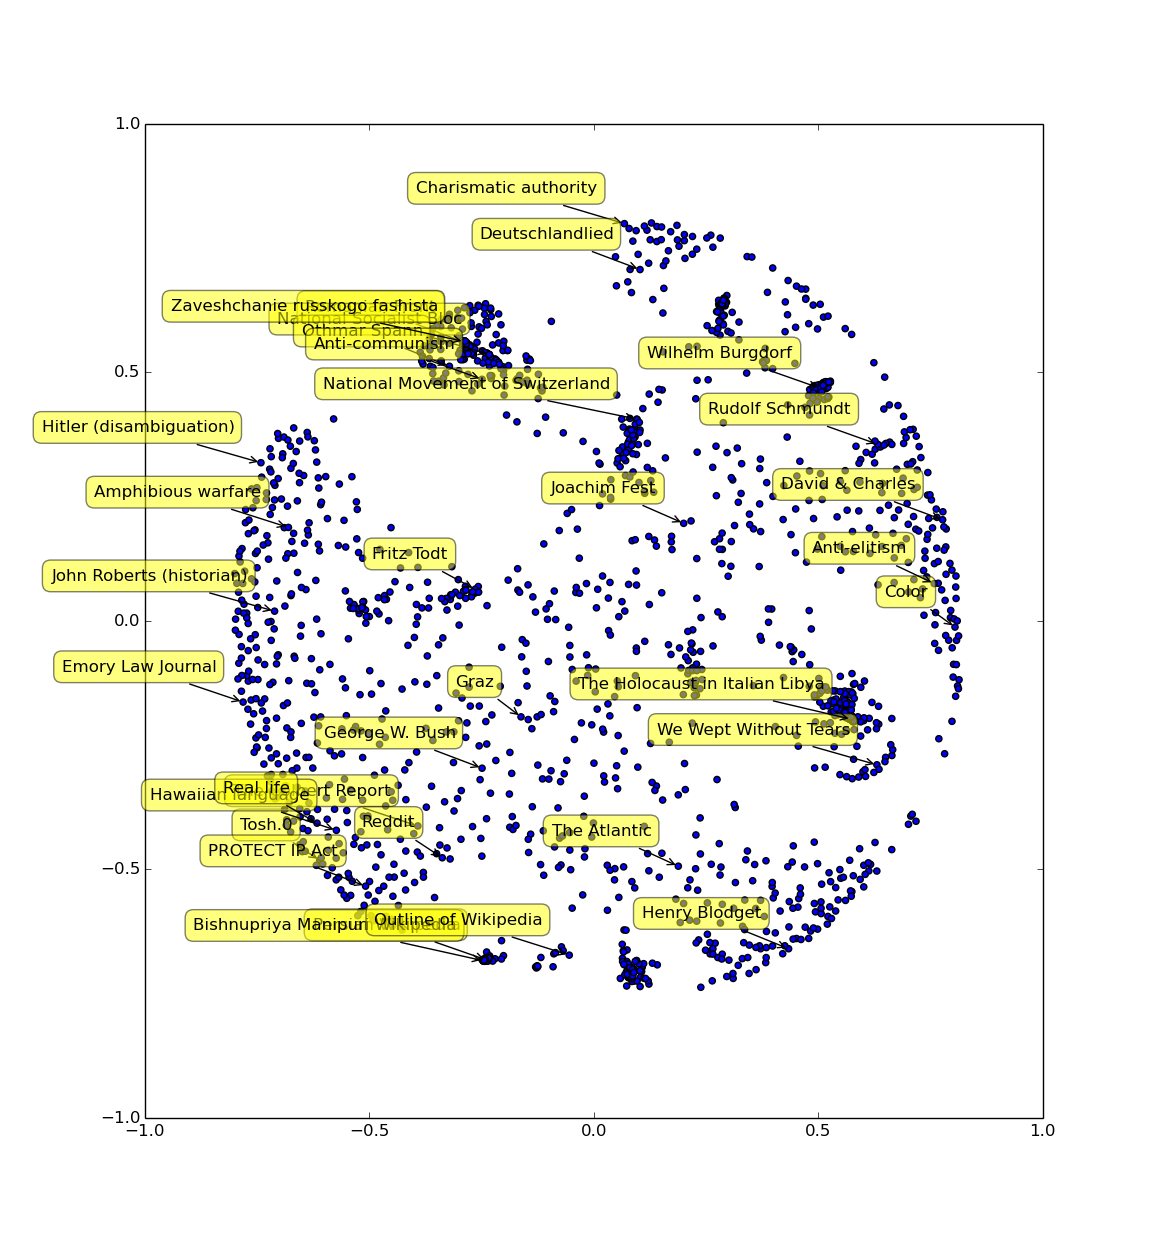 1.0
Charismatic authority
Deutschlandlied
Zaveshchanie russkogo fashista
National Socialist Bloc
Othmar Spann
Anti-communism
Wilhelm Burgdorf
0.5
National Movement of Switzerland
Rudolf Schmundt
Hitler (disambiguation)
David & Charles
Joachim Fest
Amphibious warfare
Fritz Todt
Anti-elitism
John Roberts (historian)
Color
0.0
Emory Law Journal
Graz
The Holocaust in Italian Libya
George W. Bush
We Wept Without Tears
Real life
Report
Hawaiian language
Tosh.0
Reddit
The Atlantic
PROTECT IP Act
−0.5
Henry Blodget
Outline of Wikipedia
Bishnupriya Manipuri Wikipedia
−1.0
−1.0
−0.5
0.0
0.5
1.0